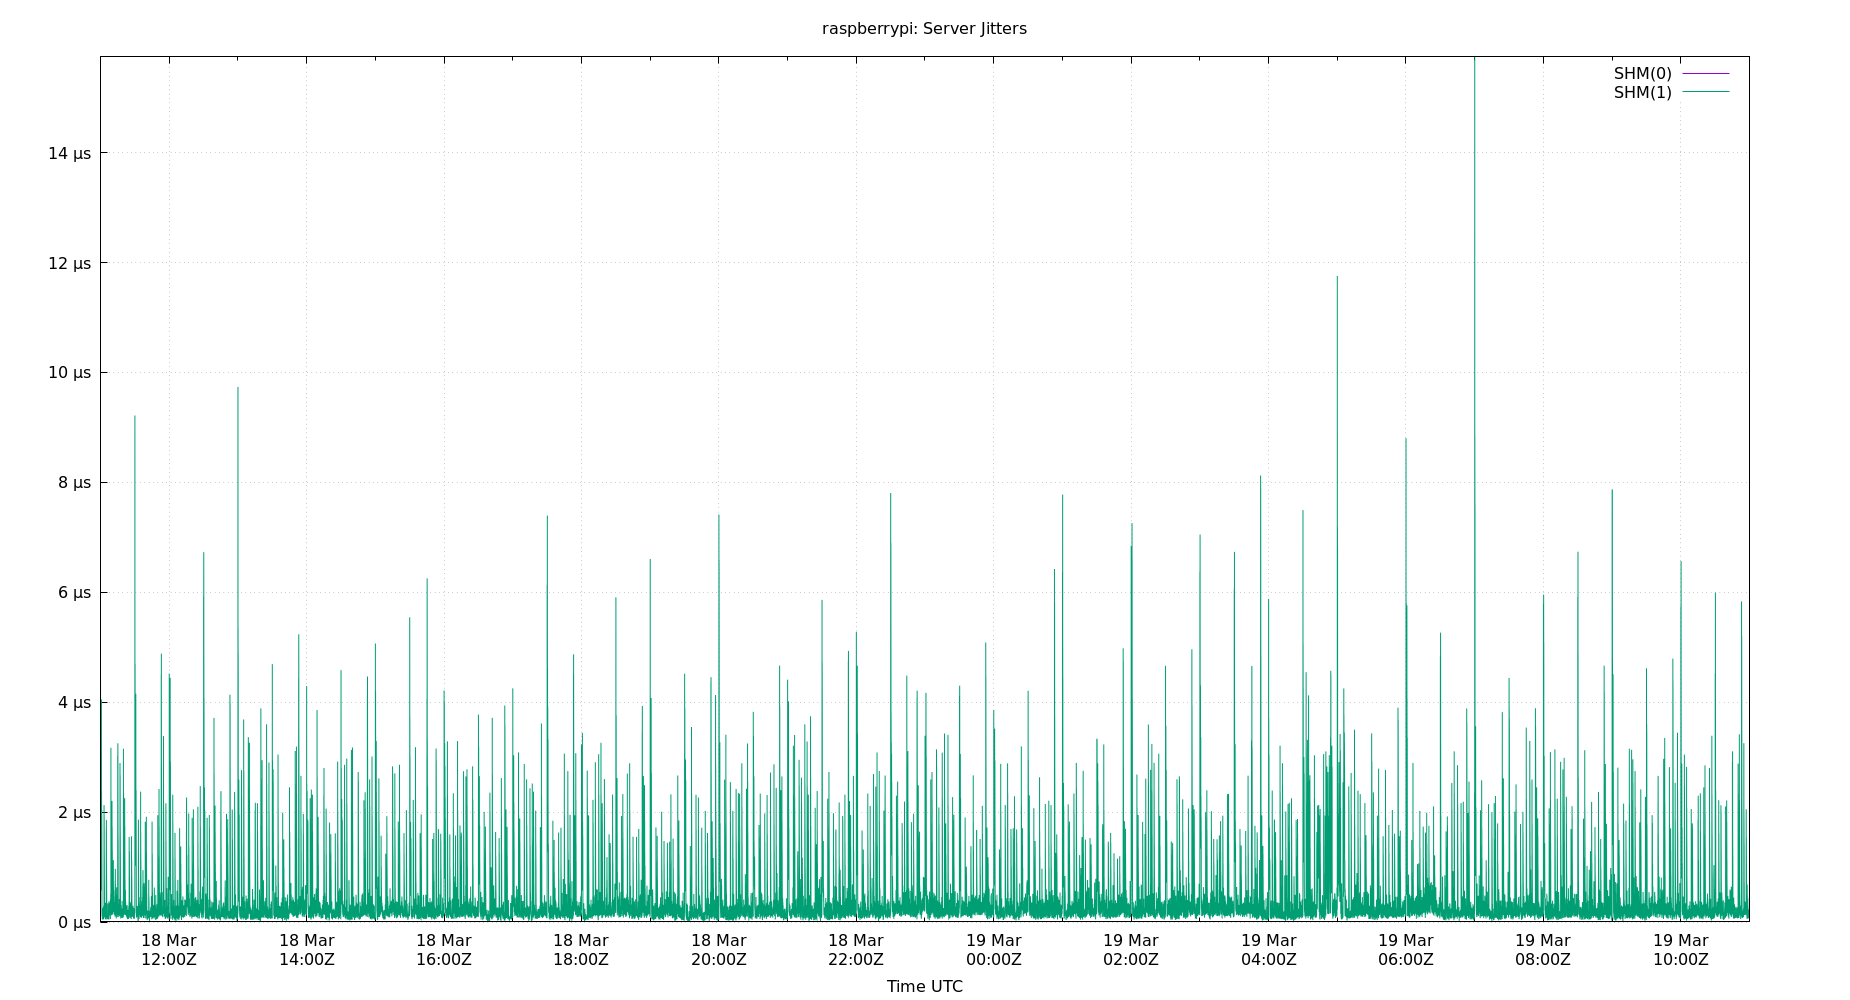 raspberrypi: Server Jitters
SHM(0)
SHM(1)
14 µs
12 µs
10 µs
8 µs
6 µs
4 µs
2 µs
0 µs
18 Mar 18 Mar 18 Mar 18 Mar 18 Mar 18 Mar 19 Mar 19 Mar 19 Mar 19 Mar 19 Mar 19 Mar
12:00Z 14:00Z 16:00Z 18:00Z 20:00Z 22:00Z 00:00Z 02:00Z 04:00Z 06:00Z 08:00Z 10:00Z
Time UTC